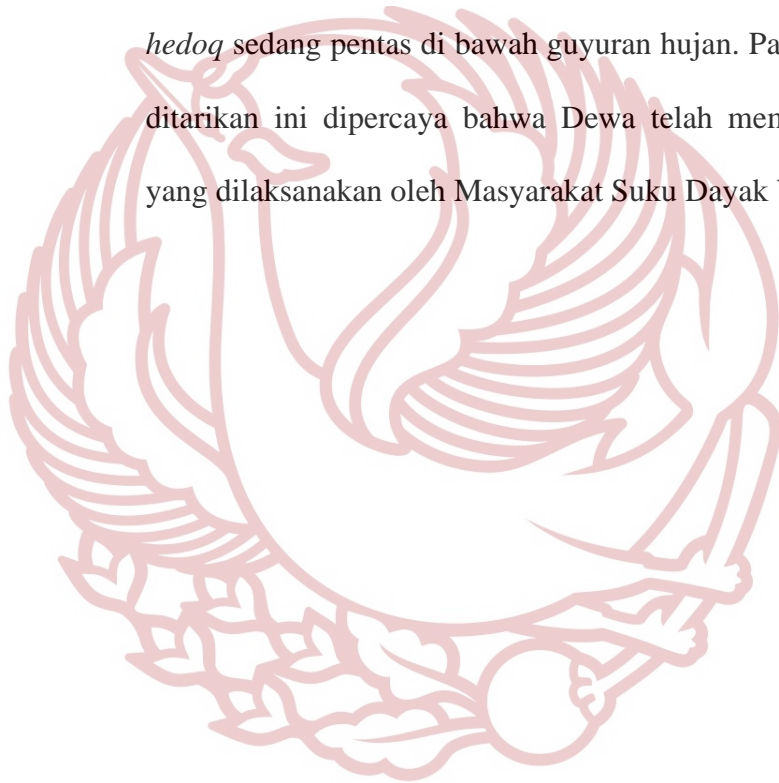 hedoq sedang pentas di bawah guyuran hujan. Pa
ditarikan ini dipercaya bahwa Dewa telah men
yang dilaksanakan oleh Masyarakat Suku Dayak